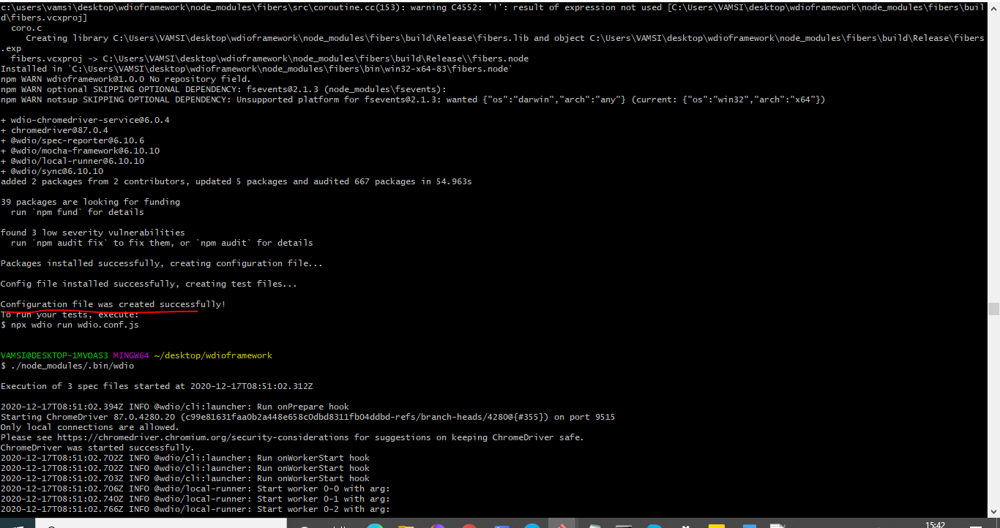 c:\users\vamsi\desktop\wdioframework\node_modules\fibers\src\coroutine.cc(153): warning C4552: '!': result of expression not used [C:\Users\VAMSI\desktop\wdioframework\node_modules\fibers\buil
d\fibers.vcxproj]
coro.c
Creating library C:\Users\VAMSI\desktop\wdioframework\node_modules\fibers\build\Release\fibers.lib and object C:\Users\VAMSI\desktop\wdioframework\node_modules\fibers\build\Release\fibers
.exp
fibers.vcxproj -> C:\Users\VAMSI\desktop\wdioframework\node_modules\fibers\build\Release\\fibers.node
Installed in `C:\Users\VAMSI\desktop\wdioframework\node_modules\fibers\bin\win32-x64-83\fibers.node`
npm WARN wdioframework@1.0.0 No repository field.
npm WARN optional SKIPPING OPTIONAL DEPENDENCY: fsevents@2.1.3 (node_modules\fsevents):
npm WARN notsup SKIPPING OPTIONAL DEPENDENCY: Unsupported platform for fsevents@2.1.3: wanted {"os":"darwin","arch":"any"} (current: {"os":"win32","arch":"x64"})
+ wdio-chromedriver-service@6.0.4
+ chromedriver@87.0.4
+ @wdio/spec-reporter@6.10.6
+ @wdio/mocha-framework@6.10.10
+ @wdio/local-runner@6.10.10
+ @wdio/sync@6.10.10
added 2 packages from 2 contributors, updated 5 packages and audited 667 packages in 54.963s
39 packages are looking for funding
run `npm fund` for details
found 3 low severity vulnerabilities
run `npm audit fix` to fix them, or `npm audit` for details
Packages installed successfully, creating configuration file...
Config file installed successfully, creating test files...
Configuration file was created successfully!
To run your tests, execute:
$ npx wdio run wdio.conf.js
VAMSI@DESKTOP-1MVOAS3 MINGW64 ~/desktop/wdioframework
$ ./node_modules/.bin/wdio
Execution of 3 spec files started at 2020-12-17T08:51:02.312Z
2020-12-17T08:51:02.394Z INFO @wdio/cli:launcher: Run onPrepare hook
Starting ChromeDriver 87.0.4280.20 (c99e81631faa0b2a448e658c0dbd8311fb04ddbd-refs/branch-heads/4280@{#355}) on port 9515
Only local connections are allowed.
Please see https://chromedriver.chromium.org/security-considerations for suggestions on keeping ChromeDriver safe.
ChromeDriver was started successfully.
2020-12-17T08:51:02.702Z INFO @wdio/cli:launcher: Run onWorkerStart hook
2020-12-17T08:51:02.702Z INFO @wdio/cli:launcher: Run onWorkerStart hook
2020-12-17T08:51:02.703Z INFO @wdio/cli:launcher: Run onWorkerStart hook
2020-12-17T08:51:02.706Z INFO @wdio/local-runner: Start worker 0-0 with arg:
2020-12-17T08:51:02.740Z INFO @wdio/local-runner: Start worker 0-1 with arg:
2020-12-17T08:51:02.766Z INFO @wdio/local-runner: Start worker 0-2 with arg:
15:42